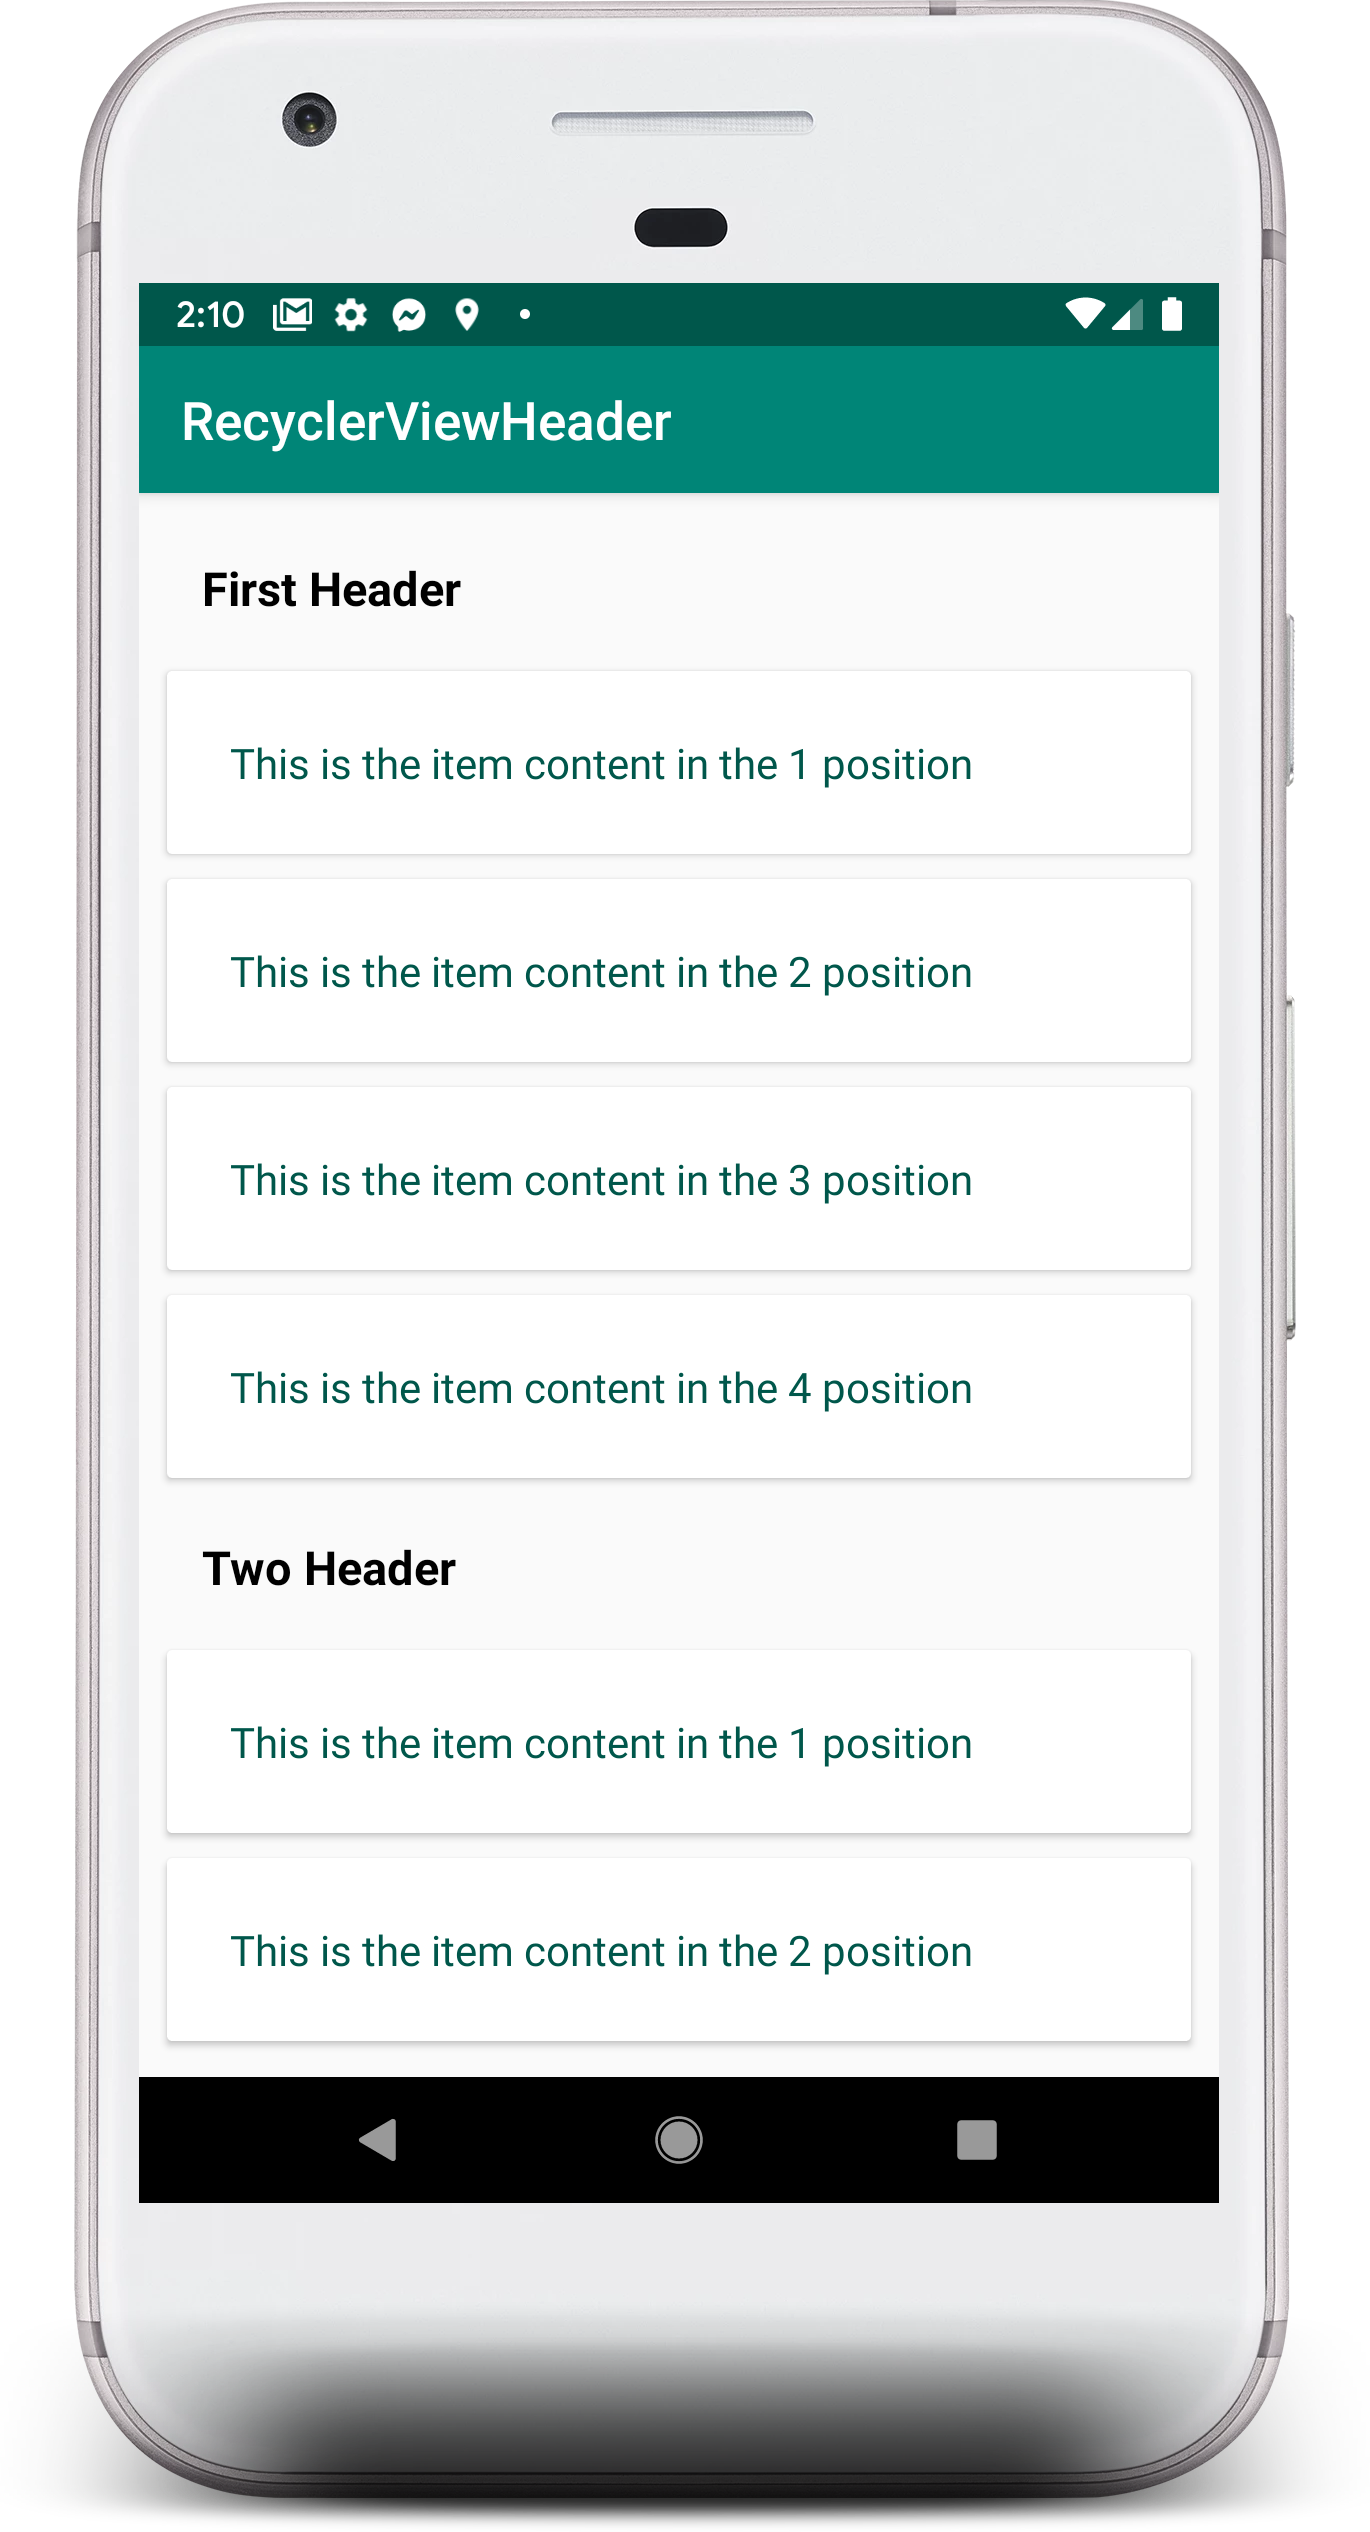 2:10
RecyclerViewHeader
First Header
This is the item content in the 1 position
This is the item content in the 2 position
This is the item content in the 3 position
This is the item content in the 4 position
Two Header
This is the item content in the 1 position
This is the item content in the 2 position